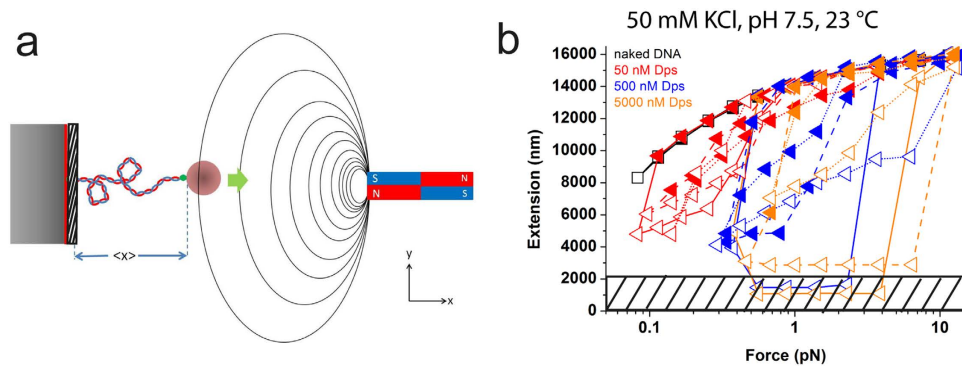 a
<x>
S
N
N
S
y
x
b
50 mM KCl, pH 7.5, 23 °C
naked DNA
50 nM Dps
500 nM Dps
5000 nM Dps
Extension (nm)
16000
14000
12000
10000
8000
6000
4000
2000
0
0.1
1
10
Force (pN)